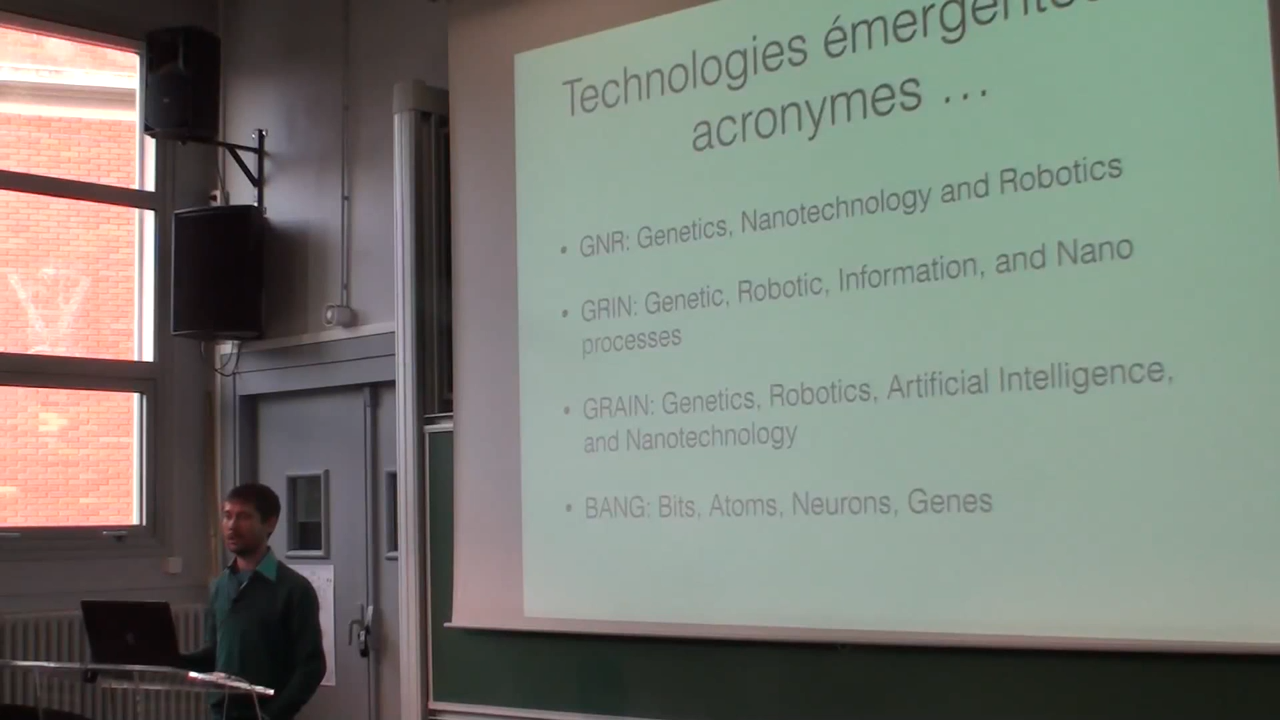 Technologies émergentes
acronymes ...
• GNR: Genetics, Nanotechnology and Robotics
• GRIN: Genetic, Robotic, Information, and Nano
processes
• GRAIN: Genetics, Robotics, Artificial Intelligence,
and Nanotechnology
• BANG: Bits, Atoms, Neurons, Genes